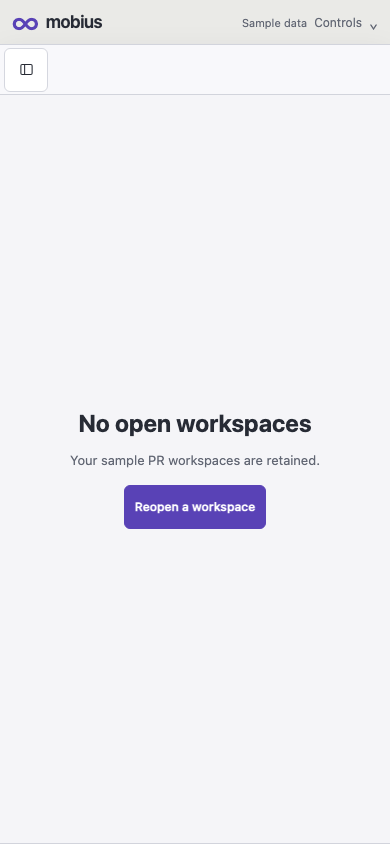 mobius
Sample data Controls
No open workspaces
Your sample PR workspaces are retained.
Reopen a workspace